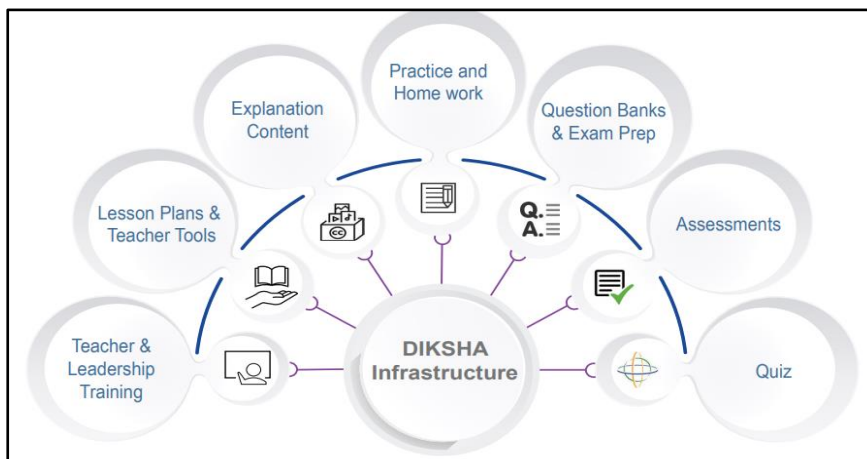 Practice and
Home work
Explanation
Content
Question Banks
& Exam Prep
Lesson Plans &
Teacher Tools
Assessments
Teacher &
Leadership
Training
Quiz
DIKSHA
Infrastructure
Q.
A.
CC